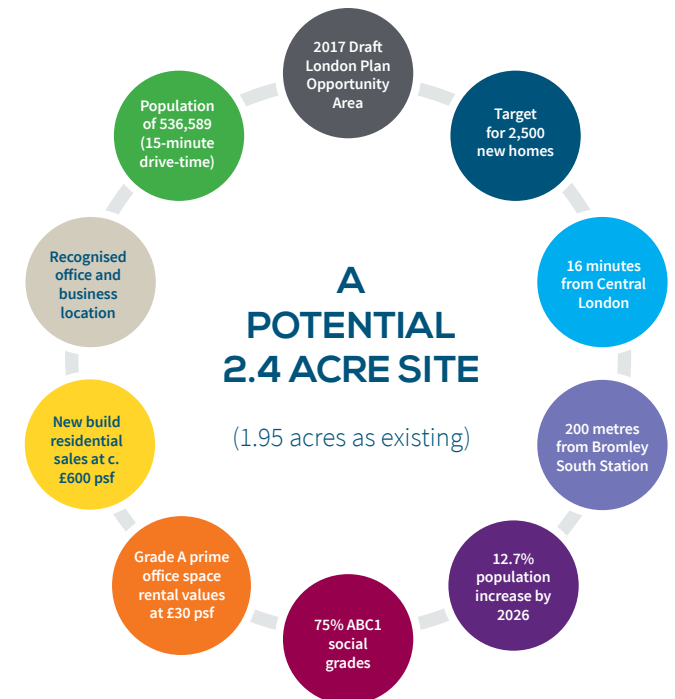 2017 Draft
London Plan
Opportunity
Area
Target
for 2,500
new homes
16 minutes
from Central
London
200 metres
from Bromley
South Station
12.7%
population
increase by
2026
75% ABC1
social
grades
Grade A prime
office space
rental values
at £30 psf
New build
residential
sales at c.
£600 psf
Recognised
office and
business
location
Population
of 536,589
(15-minute
drive-time)
A
POTENTIAL
2.4 ACRE SITE
(1.95 acres as existing)